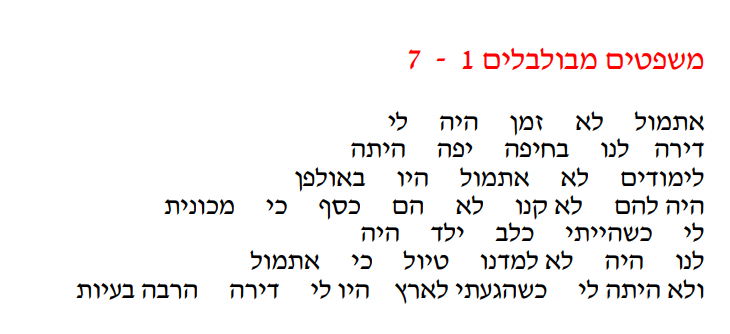 משפטים מבולבלים 1 - 7
אתמול לא זמן היה לי
דירה לנו בחיפה יפה היתה
לימודים לא אתמול היו באולפן
היה להם לא קנו לא הם כסף כי מכונית
לי כשהייתי כלב ילד היה
לנו היה לא למדנו טיול כי אתמול
ולא היתה לי כשהגעתי לארץ היו לי דירה הרבה בעיות